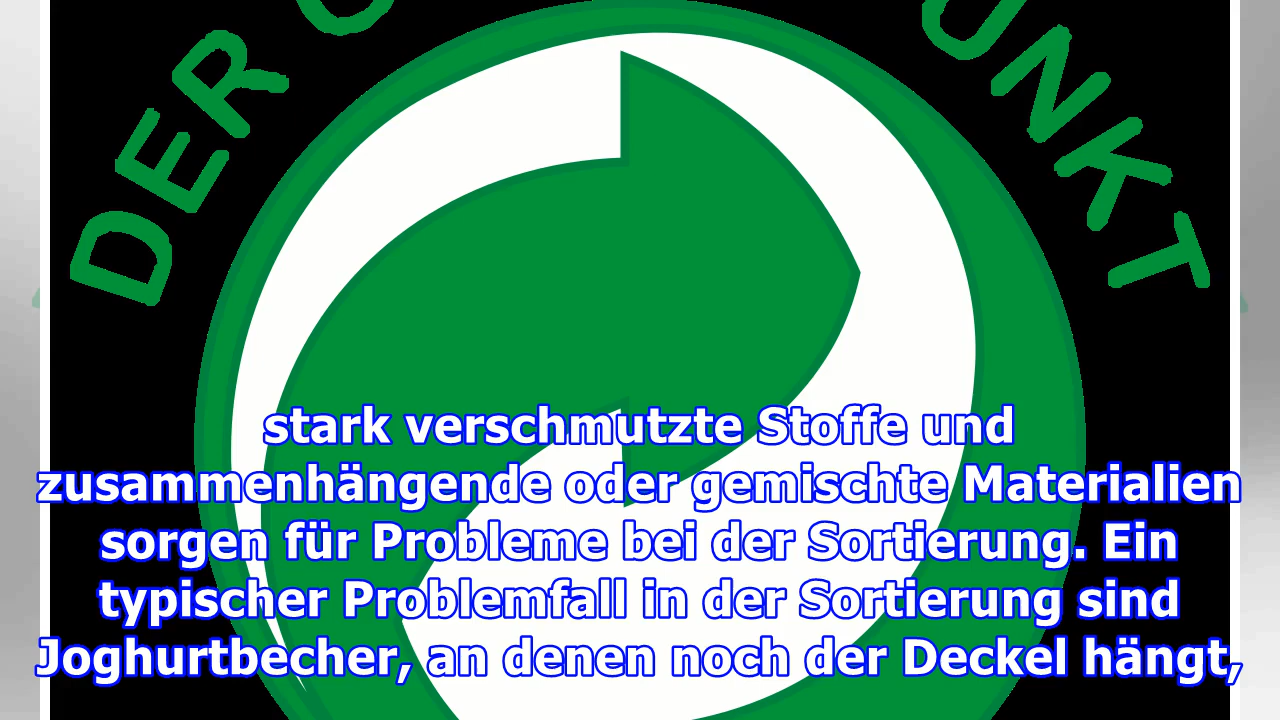 DER UNKT
stark verschmutzte Stoffe und
zusammenhängende oder gemischte Materialien
sorgen für Probleme bei der Sortierung. Ein
typischer Problemfall in der Sortierung sind
Joghurtbecher, an denen noch der Deckel hängt,